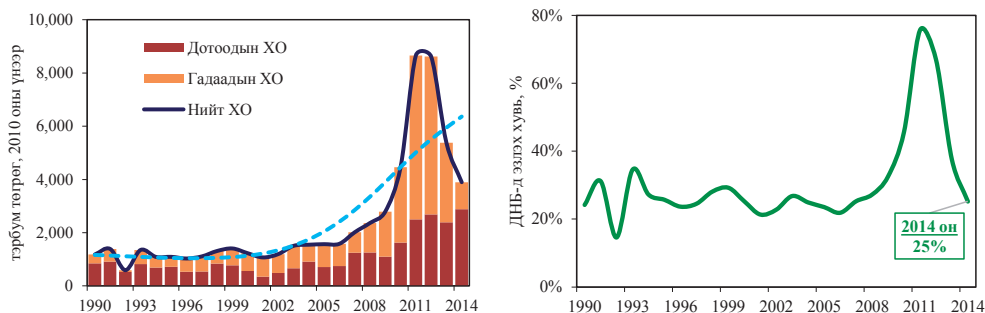 тэрбум төгрөг, 2010 оны үнээр
10,000
8,000
6,000
4,000
2,000
0
Дотоодын ХО
Гадаадын ХО
Нийт ХО
1990 1993 1996 1999 2002 2005 2008 2011 2014
ДНБ-д эзлэх хувь, %
80%
60%
40%
20%
0%
2014 он
25%
1990 1993 1996 1999 2002 2005 2008 2011 2014